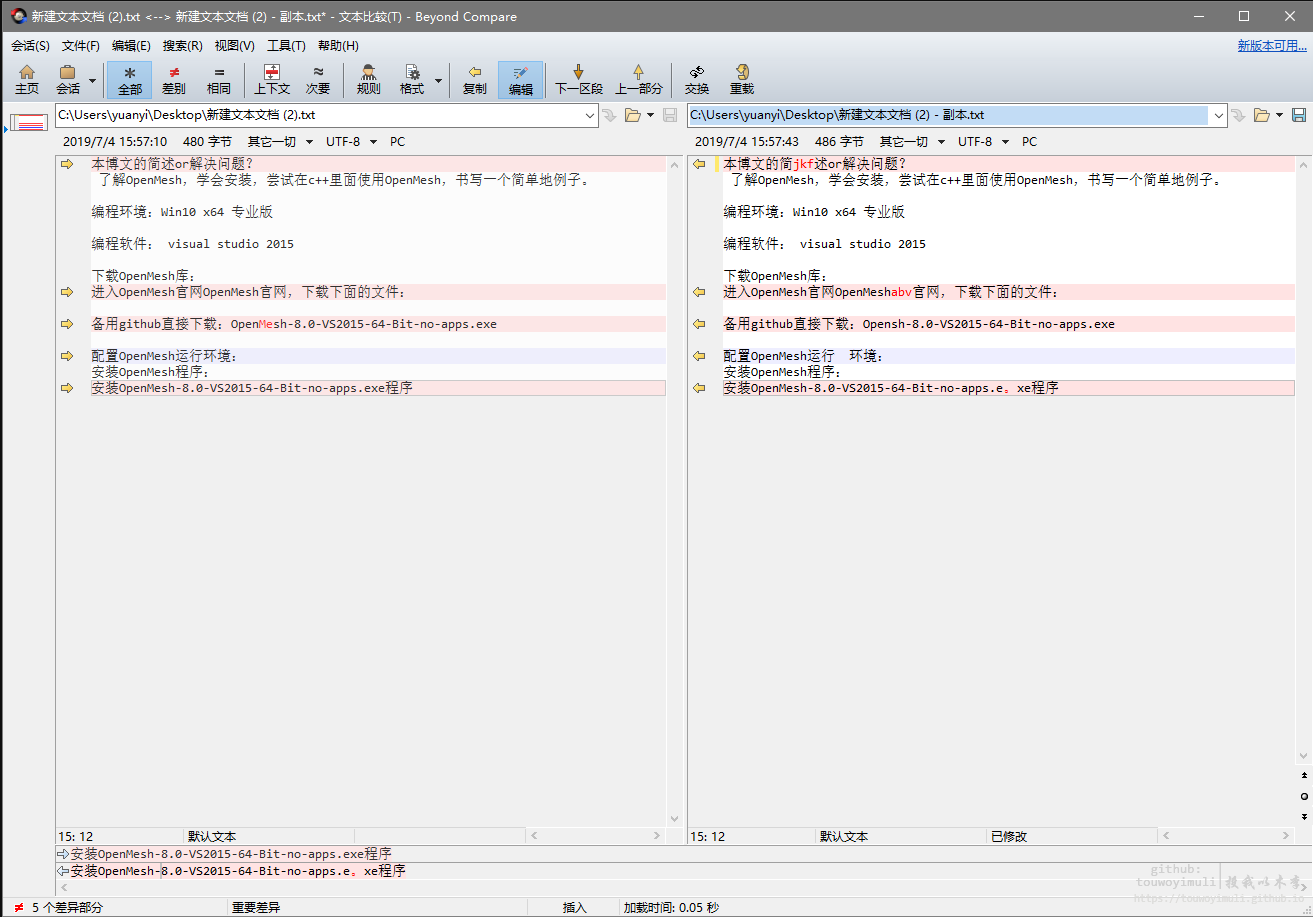 新建文本文档 (2).txt <--> 新建文本文档 (2) - 副本.txt* - 文本比较(T) - Beyond Compare
会话(S) 文件(F) 编辑(E) 搜索(R) 视图(V) 工具(T) 帮助(H) 新版本可用...
主页 会话 全部 差别 相同 上下文 次要 规则 格式 复制 编辑 下一区段 上一部分 交换 重载
C:\Users\yuanyi\Desktop\新建文本文档 (2).txt
2019/7/4 15:57:10 480 字节 其它一切 UTF-8 PC
本博文的简述or解决问题？
了解OpenMesh，学会安装，尝试在c++里面使用OpenMesh，书写一个简单地例子。
编程环境：Win10 x64 专业版
编程软件： visual studio 2015
下载OpenMesh库：
进入OpenMesh官网OpenMesh官网，下载下面的文件：
备用github直接下载：OpenMesh-8.0-VS2015-64-Bit-no-apps.exe
配置OpenMesh运行环境：
安装OpenMesh程序：
安装OpenMesh-8.0-VS2015-64-Bit-no-apps.exe程序
15: 12 默认文本
C:\Users\yuanyi\Desktop\新建文本文档 (2) - 副本.txt
2019/7/4 15:57:43 486 字节 其它一切 UTF-8 PC
本博文的简jkf述or解决问题？
了解OpenMesh，学会安装，尝试在c++里面使用OpenMesh，书写一个简单地例子。
编程环境：Win10 x64 专业版
编程软件： visual studio 2015
下载OpenMesh库：
进入OpenMesh官网OpenMeshabv官网，下载下面的文件：
备用github直接下载：Opensh-8.0-VS2015-64-Bit-no-apps.exe
配置OpenMesh运行  环境：
安装OpenMesh程序：
安装OpenMesh-8.0-VS2015-64-Bit-no-apps.e。xe程序
15: 12 默认文本 已修改
安装OpenMesh-8.0-VS2015-64-Bit-no-apps.exe程序
安装OpenMesh-8.0-VS2015-64-Bit-no-apps.e。xe程序
5 个差异部分 重要差异 插入 加载时间: 0.05 秒
github:
touwoyimuli 投我以木李
https://touwoyimuli.github.io